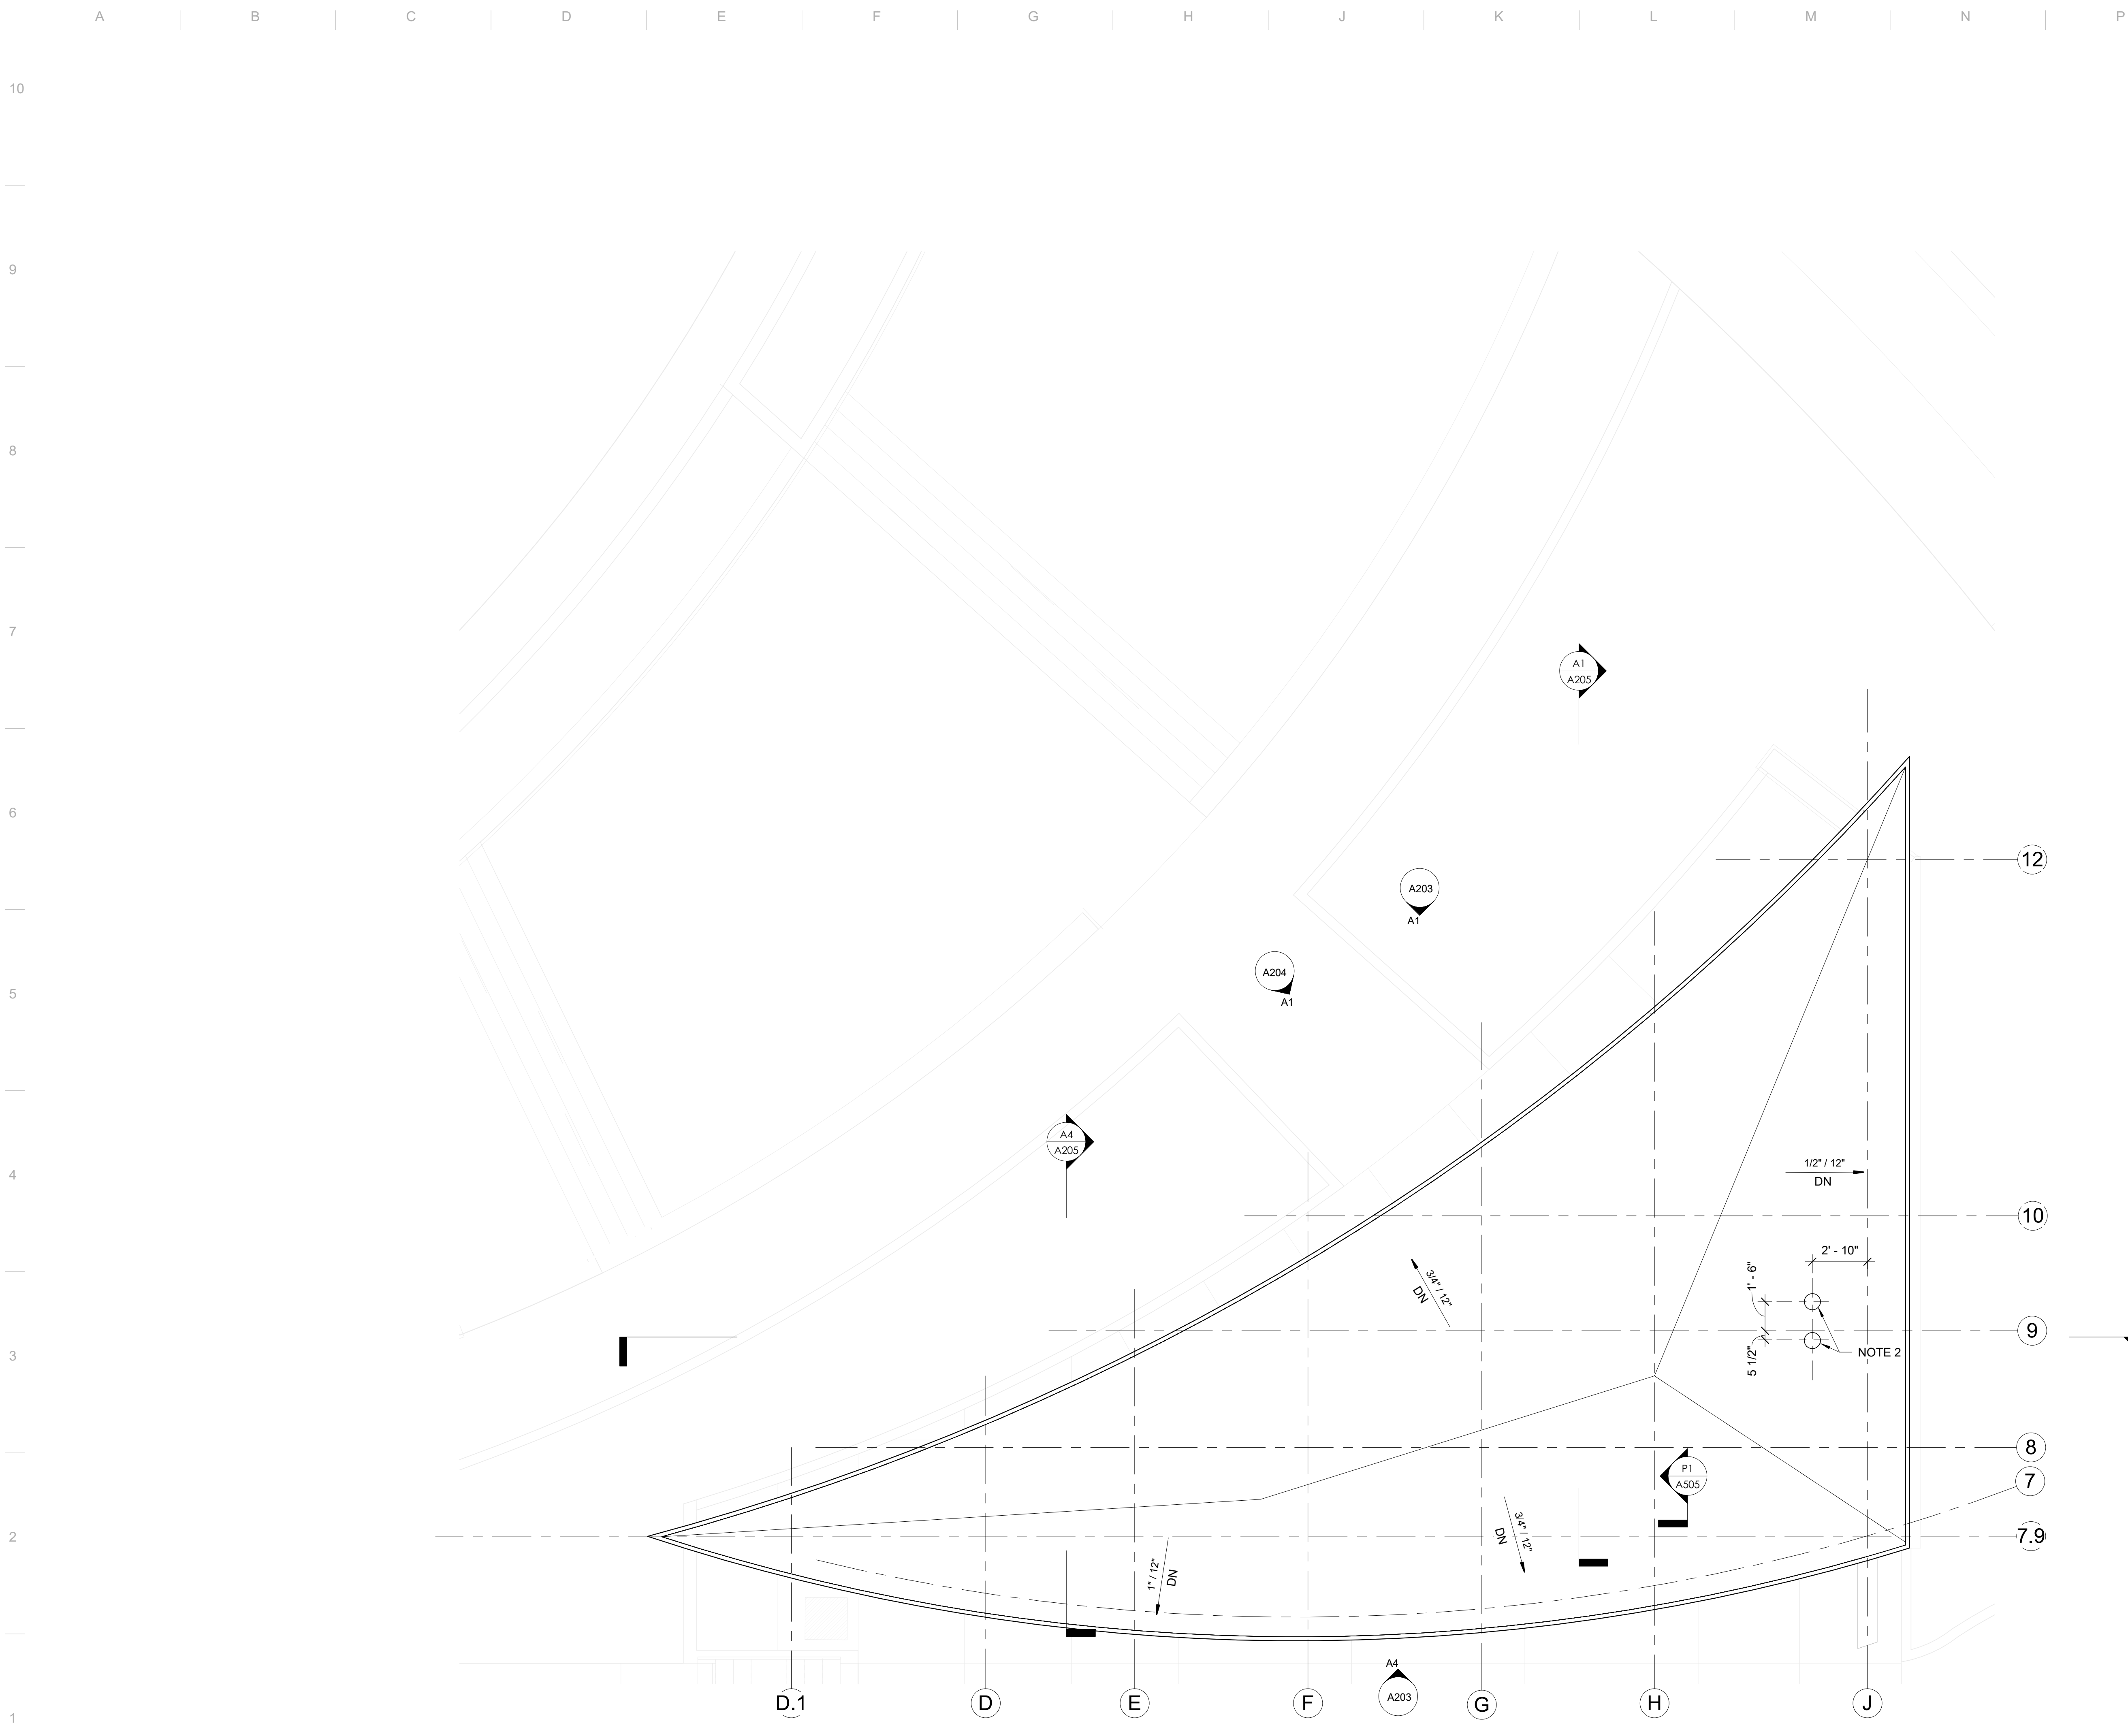 A B C D E F G H J K L M N P
10
9
8
7
A1
A205
6
12
A203
A1
5
A204
A1
A4
A205
4
1/2" / 12"
DN
10
2' - 10"
1' - 6"
3/4" / 12"
DN
9
3
5 1/2"
NOTE 2
8
P1
A505
7
3/4" / 12"
DN
2
7.9
1" / 12"
DN
A4
A203
D.1 D E F G H J
1